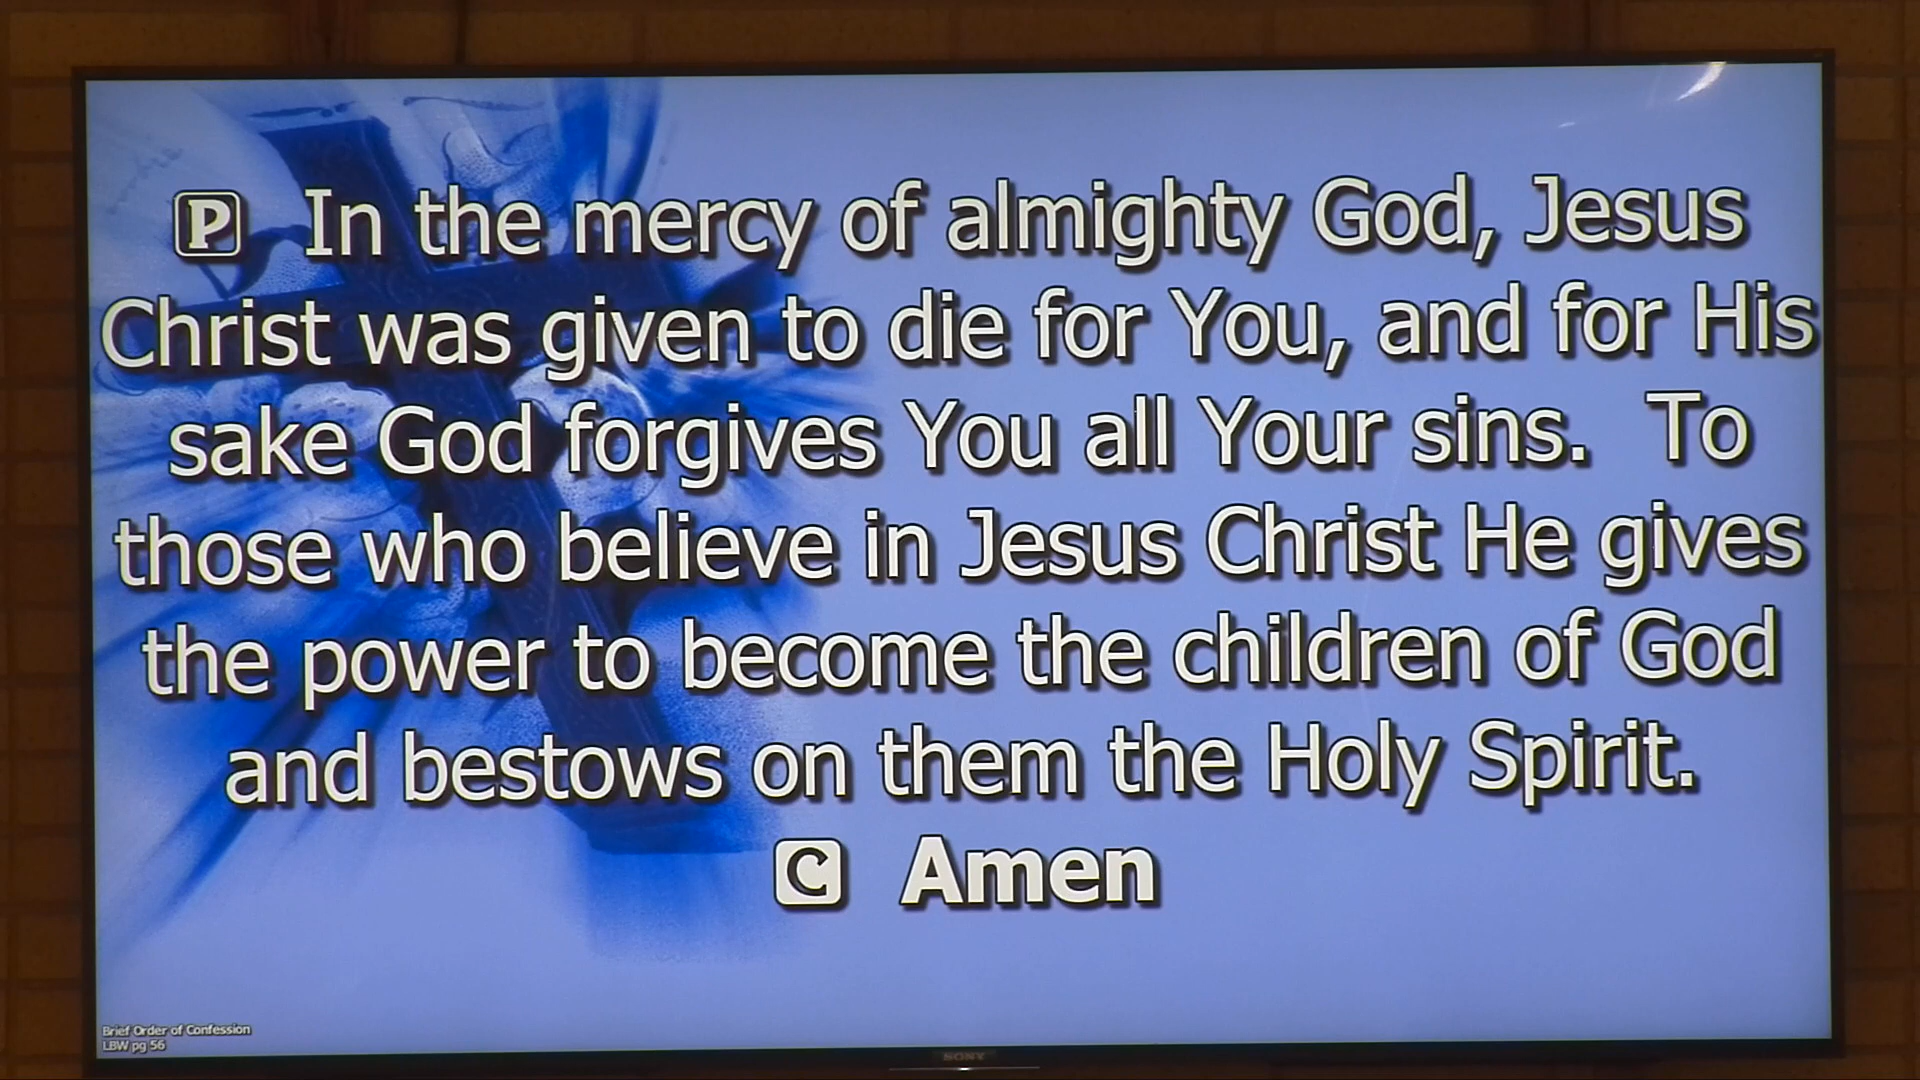 P In the mercy of almighty God, Jesus
Christ was given to die for You, and for His
sake God forgives You all Your sins. To
those who believe in Jesus Christ He gives
the power to become the children of God
and bestows on them the Holy Spirit.
C Amen
Brief Order of Confession
LBW pg 56
SONY